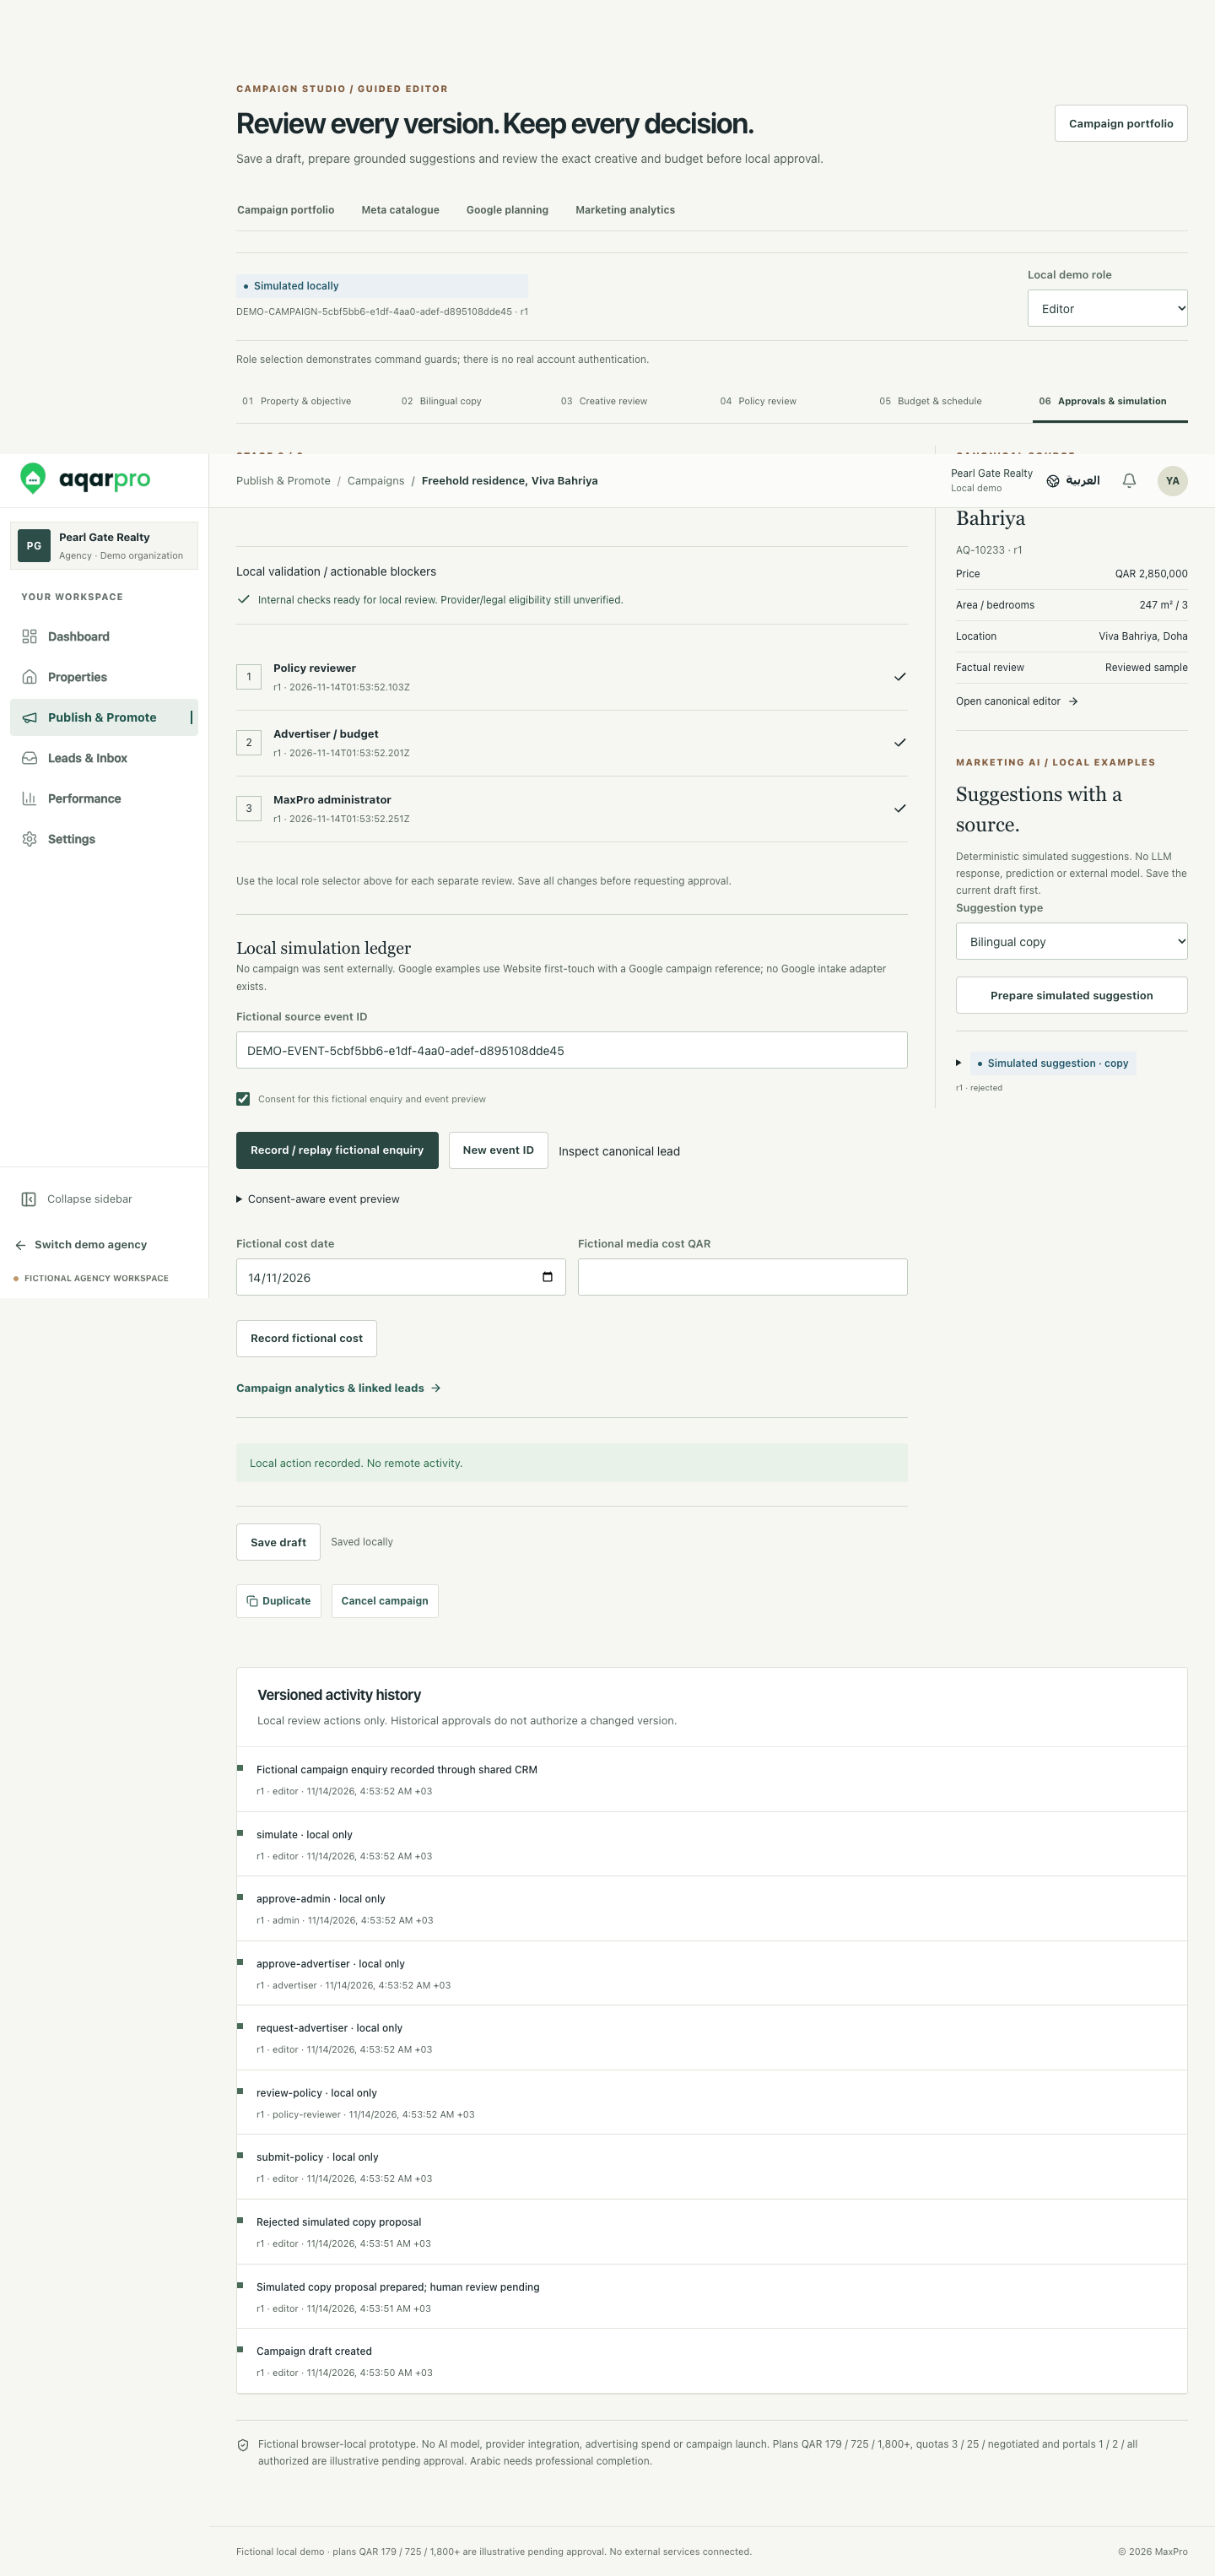 CAMPAIGN STUDIO / GUIDED EDITOR
Review every version. Keep every decision.
Save a draft, prepare grounded suggestions and review the exact creative and budget before local approval.
Campaign portfolio
Campaign portfolio
Meta catalogue
Google planning
Marketing analytics
Simulated locally
DEMO-CAMPAIGN-5cbf5bb6-e1df-4aa0-adef-d895108dde45 · r1
Local demo role
Editor
Role selection demonstrates command guards; there is no real account authentication.
01 Property & objective
02 Bilingual copy
03 Creative review
04 Policy review
05 Budget & schedule
06 Approvals & simulation
aqarpro
Publish & Promote / Campaigns / Freehold residence, Viva Bahriya
Pearl Gate Realty
Local demo
العربية
YA
PG
Pearl Gate Realty
Agency · Demo organization
YOUR WORKSPACE
Dashboard
Properties
Publish & Promote
Leads & Inbox
Performance
Settings
Collapse sidebar
Switch demo agency
FICTIONAL AGENCY WORKSPACE
Local validation / actionable blockers
Internal checks ready for local review. Provider/legal eligibility still unverified.
1
Policy reviewer
r1 · 2026-11-14T01:53:52.103Z
2
Advertiser / budget
r1 · 2026-11-14T01:53:52.201Z
3
MaxPro administrator
r1 · 2026-11-14T01:53:52.251Z
Use the local role selector above for each separate review. Save all changes before requesting approval.
Local simulation ledger
No campaign was sent externally. Google examples use Website first-touch with a Google campaign reference; no Google intake adapter
exists.
Fictional source event ID
DEMO-EVENT-5cbf5bb6-e1df-4aa0-adef-d895108dde45
Consent for this fictional enquiry and event preview
Record / replay fictional enquiry
New event ID
Inspect canonical lead
Consent-aware event preview
Fictional cost date
14/11/2026
Fictional media cost QAR
Record fictional cost
Campaign analytics & linked leads
Local action recorded. No remote activity.
Save draft
Saved locally
Duplicate
Cancel campaign
Bahriya
AQ-10233 · r1
Price
QAR 2,850,000
Area / bedrooms
247 m² / 3
Location
Viva Bahriya, Doha
Factual review
Reviewed sample
Open canonical editor
MARKETING AI / LOCAL EXAMPLES
Suggestions with a
source.
Deterministic simulated suggestions. No LLM
response, prediction or external model. Save the
current draft first.
Suggestion type
Bilingual copy
Prepare simulated suggestion
Simulated suggestion · copy
r1 · rejected
Versioned activity history
Local review actions only. Historical approvals do not authorize a changed version.
Fictional campaign enquiry recorded through shared CRM
r1 · editor · 11/14/2026, 4:53:52 AM +03
simulate · local only
r1 · editor · 11/14/2026, 4:53:52 AM +03
approve-admin · local only
r1 · admin · 11/14/2026, 4:53:52 AM +03
approve-advertiser · local only
r1 · advertiser · 11/14/2026, 4:53:52 AM +03
request-advertiser · local only
r1 · editor · 11/14/2026, 4:53:52 AM +03
review-policy · local only
r1 · policy-reviewer · 11/14/2026, 4:53:52 AM +03
submit-policy · local only
r1 · editor · 11/14/2026, 4:53:52 AM +03
Rejected simulated copy proposal
r1 · editor · 11/14/2026, 4:53:51 AM +03
Simulated copy proposal prepared; human review pending
r1 · editor · 11/14/2026, 4:53:51 AM +03
Campaign draft created
r1 · editor · 11/14/2026, 4:53:50 AM +03
Fictional browser-local prototype. No AI model, provider integration, advertising spend or campaign launch. Plans QAR 179 / 725 / 1,800+, quotas 3 / 25 / negotiated and portals 1 / 2 / all
authorized are illustrative pending approval. Arabic needs professional completion.
Fictional local demo · plans QAR 179 / 725 / 1,800+ are illustrative pending approval. No external services connected.
© 2026 MaxPro